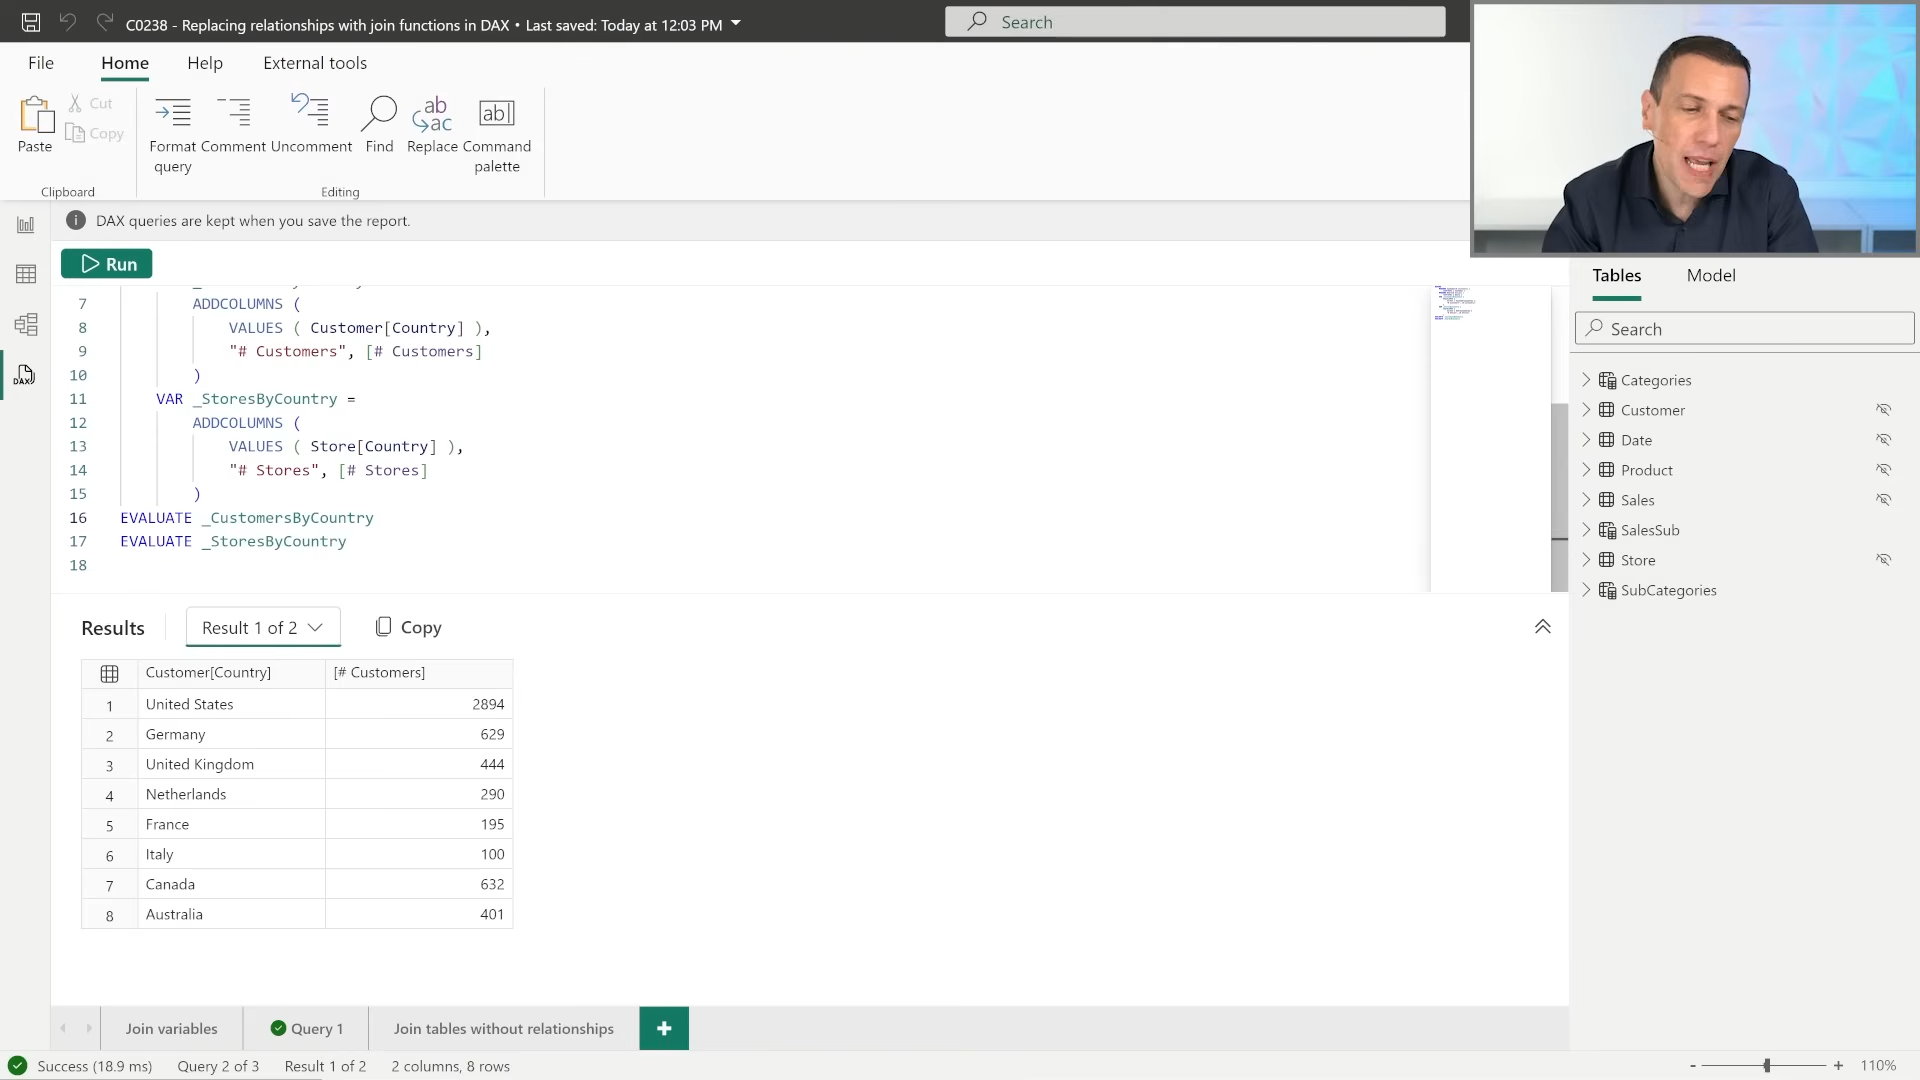 C0238 - Replacing relationships with join functions in DAX • Last saved: Today at 12:03 PM
Search
File
Home
Help
External tools
Paste
Cut
Copy
Format query
Comment
Uncomment
Find
Replace
Command palette
Clipboard
Editing
DAX queries are kept when you save the report.
Run
7 ADDCOLUMNS (
8 VALUES ( Customer[Country] ),
9 "# Customers", [# Customers]
10 )
11 VAR _StoresByCountry =
12 ADDCOLUMNS (
13 VALUES ( Store[Country] ),
14 "# Stores", [# Stores]
15 )
16 EVALUATE _CustomersByCountry
17 EVALUATE _StoresByCountry
18
Results
Result 1 of 2
Copy
Customer[Country] [# Customers]
1 United States 2894
2 Germany 629
3 United Kingdom 444
4 Netherlands 290
5 France 195
6 Italy 100
7 Canada 632
8 Australia 401
Join variables
Query 1
Join tables without relationships
+
Success (18.9 ms) Query 2 of 3 Result 1 of 2 2 columns, 8 rows
- + 110%
Tables
Model
Search
Categories
Customer
Date
Product
Sales
SalesSub
Store
SubCategories